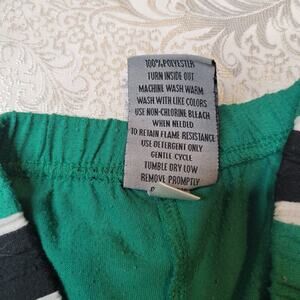 100% POLYESTER
TURN INSIDE OUT
MACHINE WASH WARM
WASH WITH LIKE COLORS
USE NON-CHLORINE BLEACH
WHEN NEEDED
TO RETAIN FLAME RESISTANCE
USE DETERGENT ONLY
GENTLE CYCLE
TUMBLE DRY LOW
REMOVE PROMPTLY